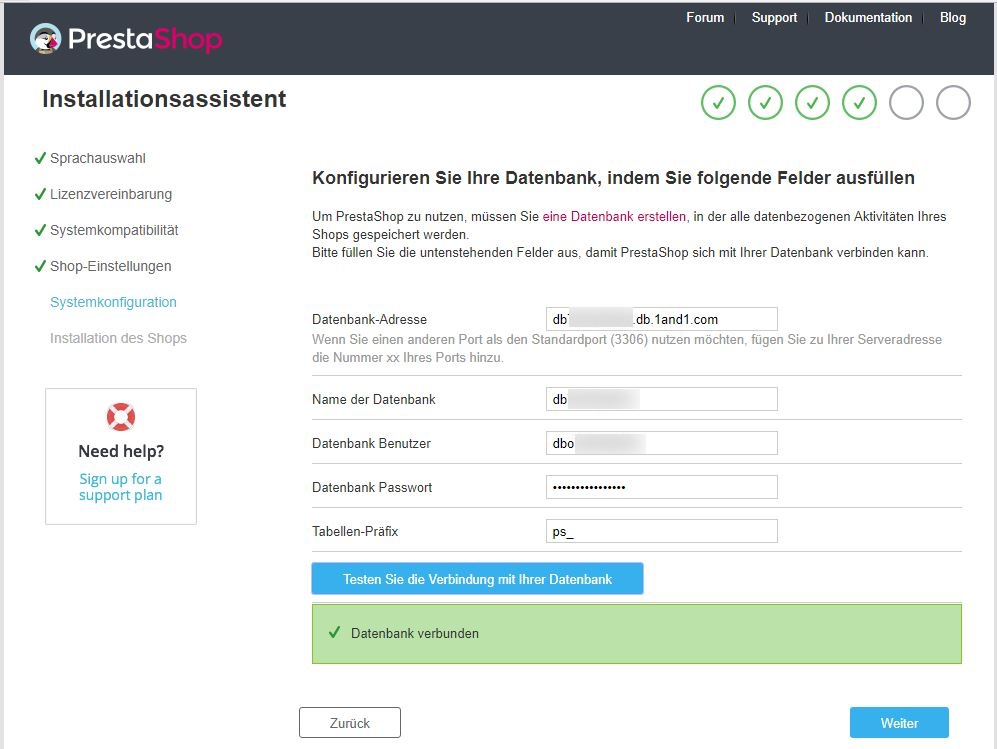 Forum Support Dokumentation Blog
PrestaShop
Installationsassistent
Sprachauswahl
Lizenzvereinbarung
Systemkompatibilität
Shop-Einstellungen
Systemkonfiguration
Installation des Shops
Need help?
Sign up for a
support plan
Konfigurieren Sie Ihre Datenbank, indem Sie folgende Felder ausfüllen
Um PrestaShop zu nutzen, müssen Sie eine Datenbank erstellen, in der alle datenbezogenen Aktivitäten Ihres
Shops gespeichert werden.
Bitte füllen Sie die untenstehenden Felder aus, damit PrestaShop sich mit Ihrer Datenbank verbinden kann.
Datenbank-Adresse db .db.1and1.com
Wenn Sie einen anderen Port als den Standardport (3306) nutzen möchten, fügen Sie zu Ihrer Serveradresse
die Nummer xx Ihres Ports hinzu.
Name der Datenbank db
Datenbank Benutzer dbo
Datenbank Passwort •••••••••••••••
Tabellen-Präfix ps_
Testen Sie die Verbindung mit Ihrer Datenbank
Datenbank verbunden
Zurück Weiter